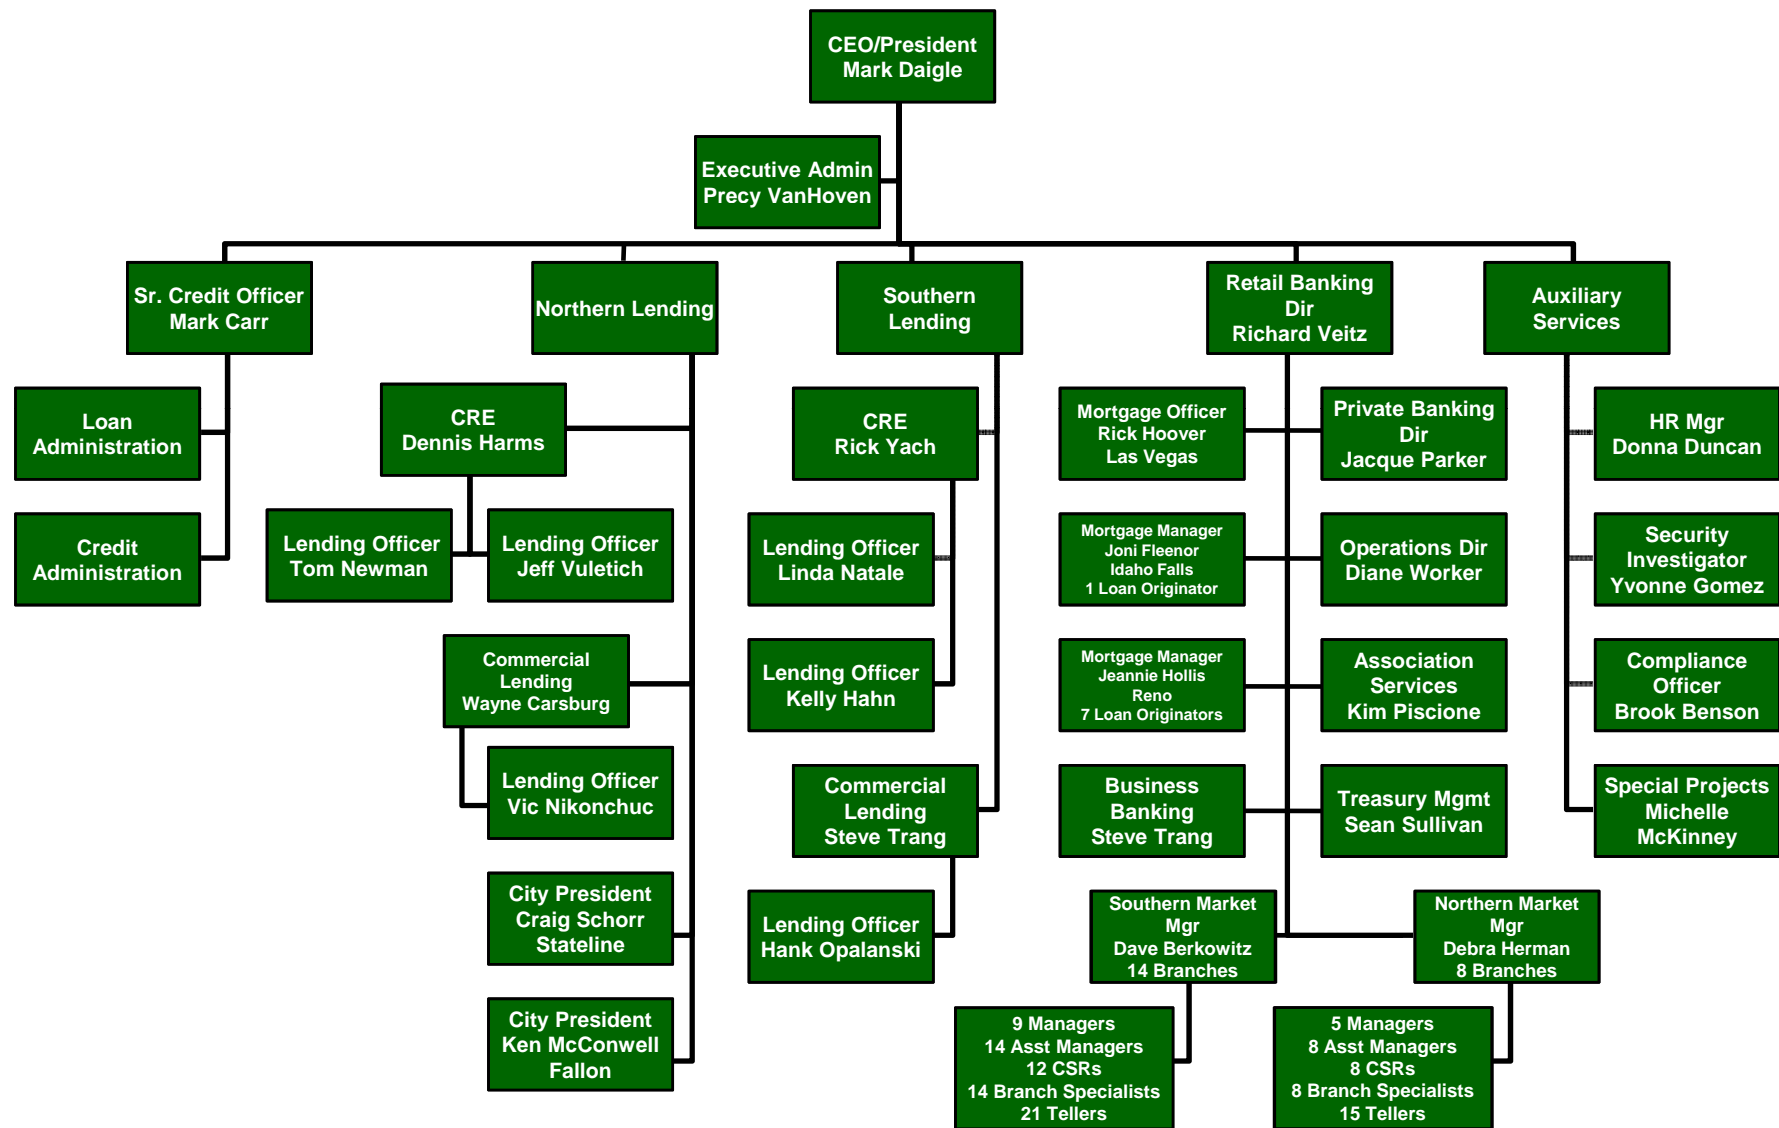 CEO/President
Mark Daigle
Executive Admin
Precy VanHoven
Sr. Credit Officer
Mark Carr
Northern Lending
Southern
Lending
Retail Banking
Dir
Richard Veitz
Auxiliary
Services
Loan
Administration
Credit
Administration
CRE
Dennis Harms
Lending Officer
Tom Newman
Lending Officer
Jeff Vuletich
Commercial
Lending
Wayne Carsburg
Lending Officer
Vic Nikonchuc
City President
Craig Schorr
Stateline
City President
Ken McConwell
Fallon
CRE
Rick Yach
Lending Officer
Linda Natale
Lending Officer
Kelly Hahn
Commercial
Lending
Steve Trang
Lending Officer
Hank Opalanski
Mortgage Officer
Rick Hoover
Las Vegas
Private Banking
Dir
Jacque Parker
Mortgage Manager
Joni Fleenor
Idaho Falls
1 Loan Originator
Operations Dir
Diane Worker
Mortgage Manager
Jeannie Hollis
Reno
7 Loan Originators
Association
Services
Kim Piscione
Business
Banking
Steve Trang
Treasury Mgmt
Sean Sullivan
Southern Market
Mgr
Dave Berkowitz
14 Branches
Northern Market
Mgr
Debra Herman
8 Branches
9 Managers
14 Asst Managers
12 CSRs
14 Branch Specialists
21 Tellers
5 Managers
8 Asst Managers
8 CSRs
8 Branch Specialists
15 Tellers
HR Mgr
Donna Duncan
Security
Investigator
Yvonne Gomez
Compliance
Officer
Brook Benson
Special Projects
Michelle
McKinney